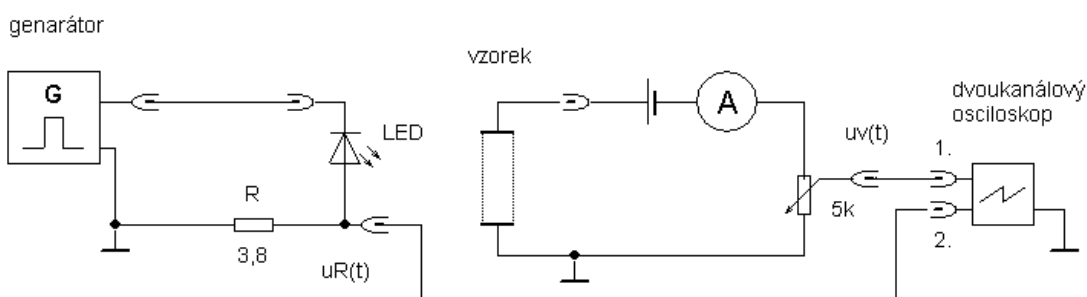 genarátor
G
LED
R
3,8
uR(t)
vzorek
A
uv(t)
5k
dvoukanálový
osciloskop
1.
2.